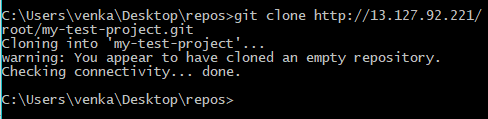 C:\Users\venka\Desktop\repos>git clone http://13.127.92.221/
root/my-test-project.git
Cloning into 'my-test-project'...
warning: You appear to have cloned an empty repository.
Checking connectivity... done.
C:\Users\venka\Desktop\repos>